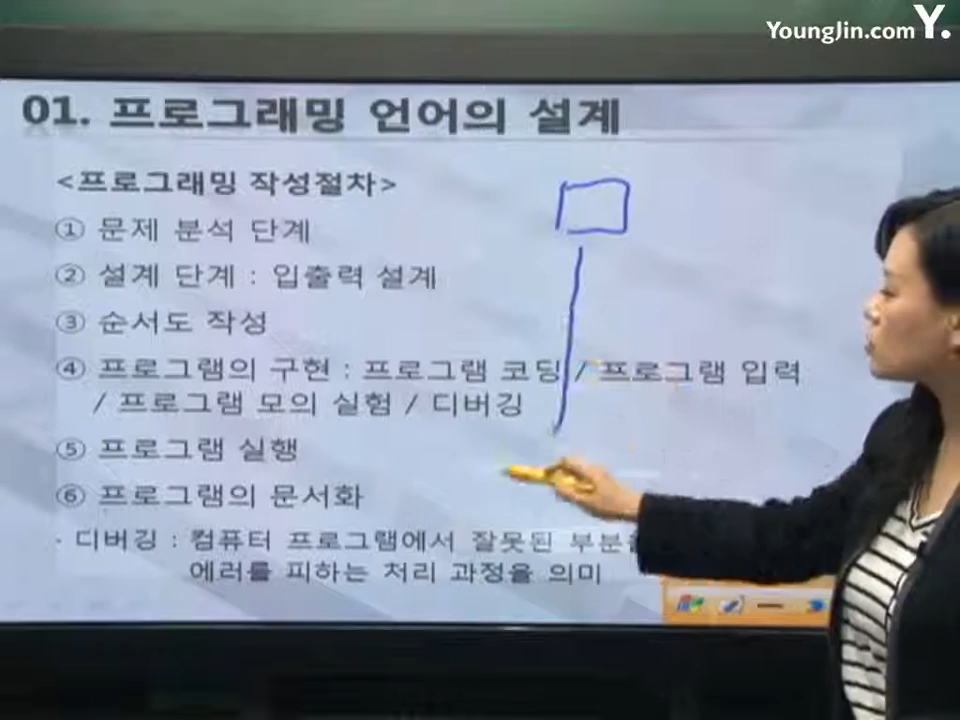 YoungJin.com Y.
01. 프로그래밍 언어의 설계
<프로그래밍 작성절차>
① 문제 분석 단계
② 설계 단계 : 입출력 설계
③ 순서도 작성
④ 프로그램의 구현 : 프로그램 코딩 / 프로그램 입력
/ 프로그램 모의 실험 / 디버깅
⑤ 프로그램 실행
⑥ 프로그램의 문서화
· 디버깅 : 컴퓨터 프로그램에서 잘못된 부분
에러를 피하는 처리 과정을 의미